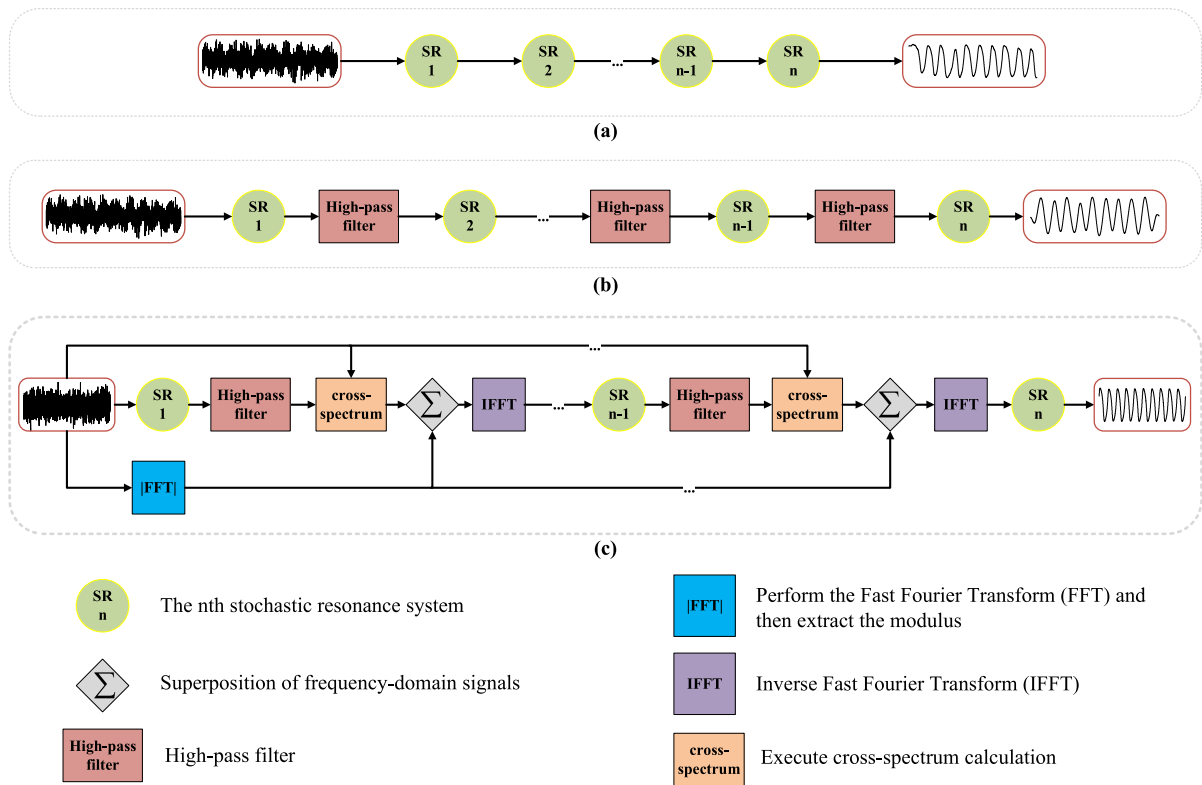 SR
1
SR
2
...
SR
n-1
SR
n
(a)
SR
1
High-pass
filter
SR
2
...
High-pass
filter
SR
n-1
High-pass
filter
SR
n
(b)
...
SR
1
High-pass
filter
cross-
spectrum
Σ
IFFT
...
SR
n-1
High-pass
filter
cross-
spectrum
Σ
IFFT
SR
n
|FFT|
...
(c)
SR
n
The nth stochastic resonance system
|FFT|
Perform the Fast Fourier Transform (FFT) and
then extract the modulus
Σ
Superposition of frequency-domain signals
IFFT
Inverse Fast Fourier Transform (IFFT)
High-pass
filter
High-pass filter
cross-
spectrum
Execute cross-spectrum calculation